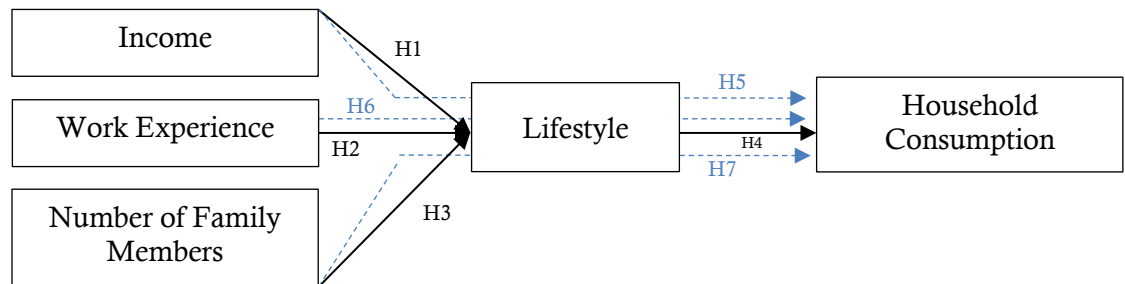 Income
H1
H5
H6
Household
Consumption
Work Experience
Lifestyle
H2
H4
H7
Number of Family
Members
H3